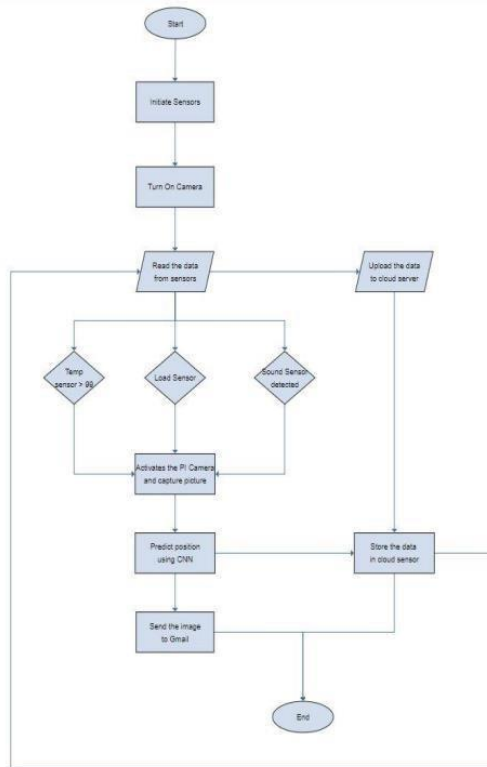 Start
Initiate Sensors
Turn On Camera
Read the data
from sensors
Upload the data
to cloud server
Temp
sensor > 99
Load Sensor
Sound Sensor
detected
Activates the PI Camera
and capture picture
Predict position
using CNN
Store the data
in cloud sensor
Send the image
to Gmail
End